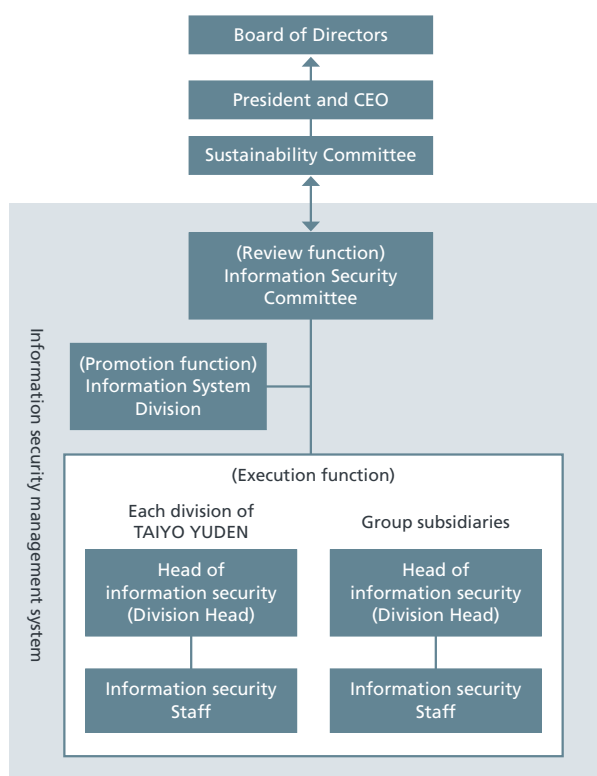 Board of Directors
President and CEO
Sustainability Committee
(Review function)
Information Security
Committee
Information security management system
(Promotion function)
Information System
Division
(Execution function)
Each division of
TAIYO YUDEN
Head of
information security
(Division Head)
Information security
Staff
Group subsidiaries
Head of
information security
(Division Head)
Information security
Staff